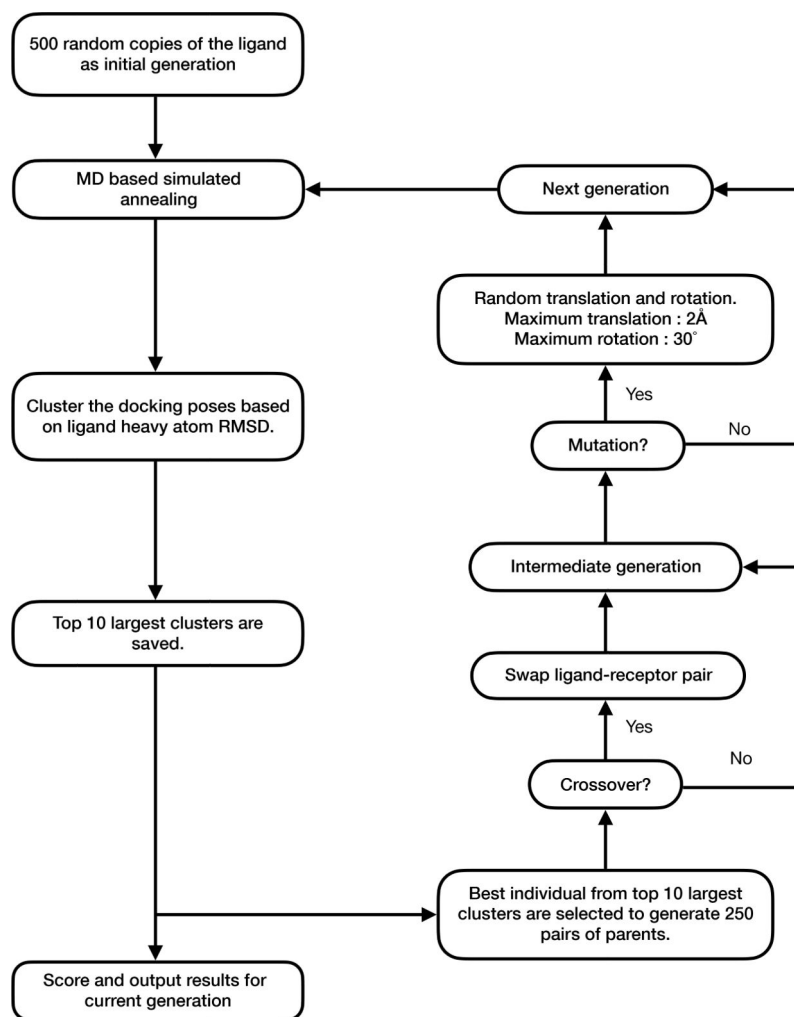 500 random copies of the ligand
as initial generation
MD based simulated
annealing
Cluster the docking poses based
on ligand heavy atom RMSD.
Top 10 largest clusters are
saved.
Score and output results for
current generation
Best individual from top 10 largest
clusters are selected to generate 250
pairs of parents.
Crossover?
No
Yes
Swap ligand-receptor pair
Intermediate generation
Mutation?
No
Yes
Random translation and rotation.
Maximum translation : 2Å
Maximum rotation : 30°
Next generation